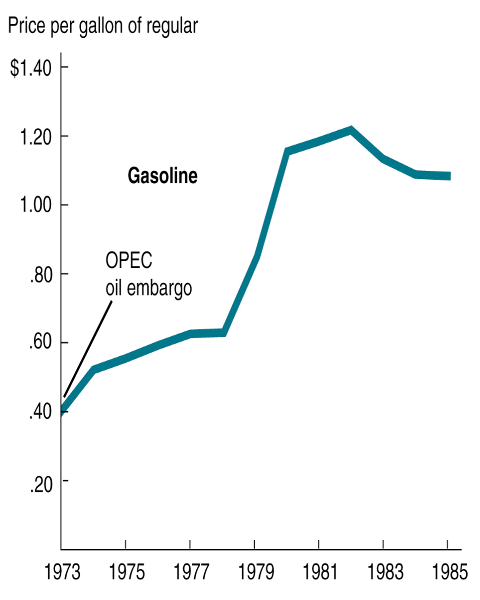 Price per gallon of regular
$1.40
1.20
Gasoline
1.00
OPEC
oil embargo
.80
.60
.40
.20
1973 1975 1977 1979 1981 1983 1985